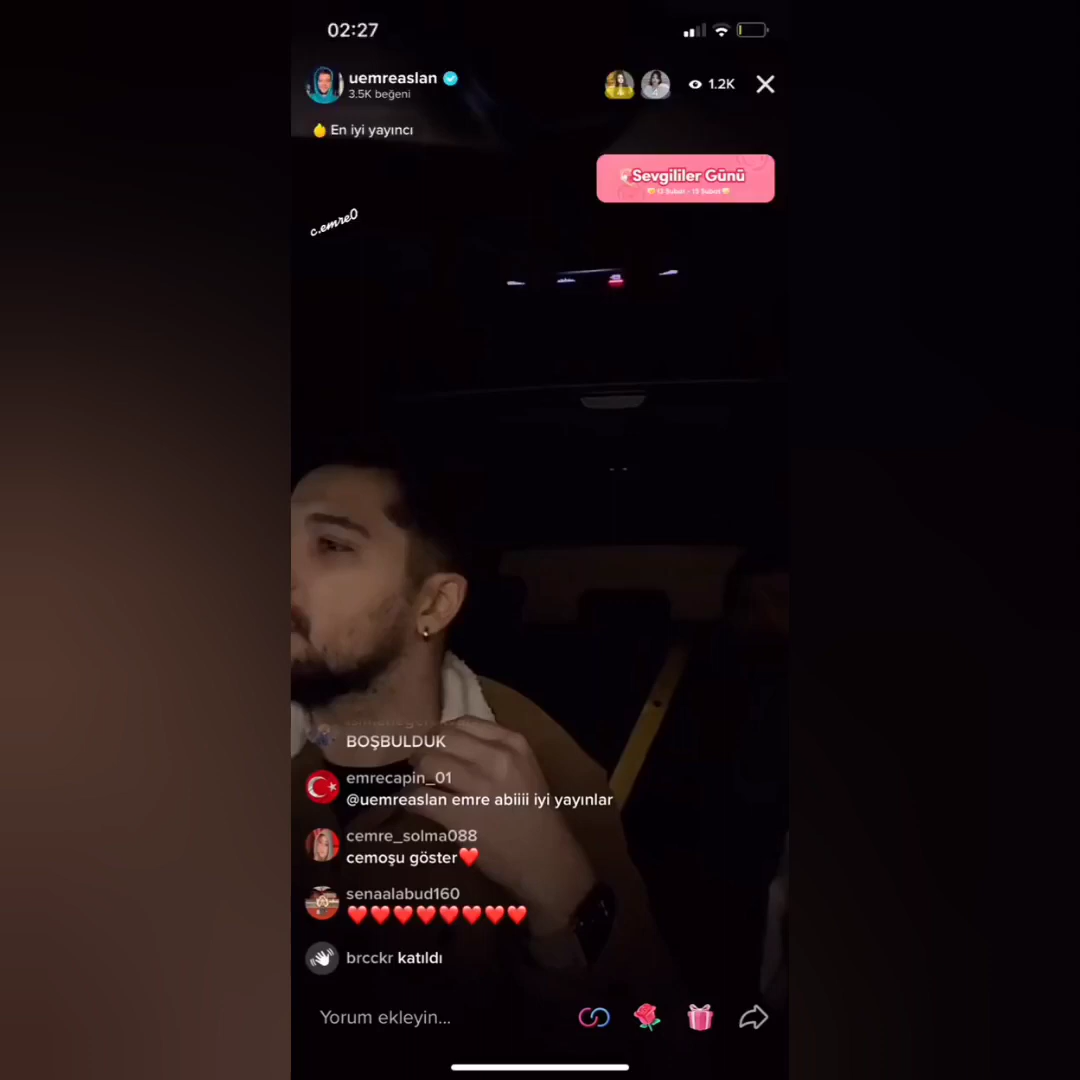 02:27
uemreaslan
3.5K beğeni
1.2K
En iyi yayıncı
Sevgililer Günü
c.emre0
BOŞBULDUK
emrecapin_01
@uemreaslan emre abiiii iyi yayınlar
cemre_solma088
cemoşu göster❤️
senaalabud160
❤️❤️❤️❤️❤️❤️❤️❤️
brcckr katıldı
Yorum ekleyin...